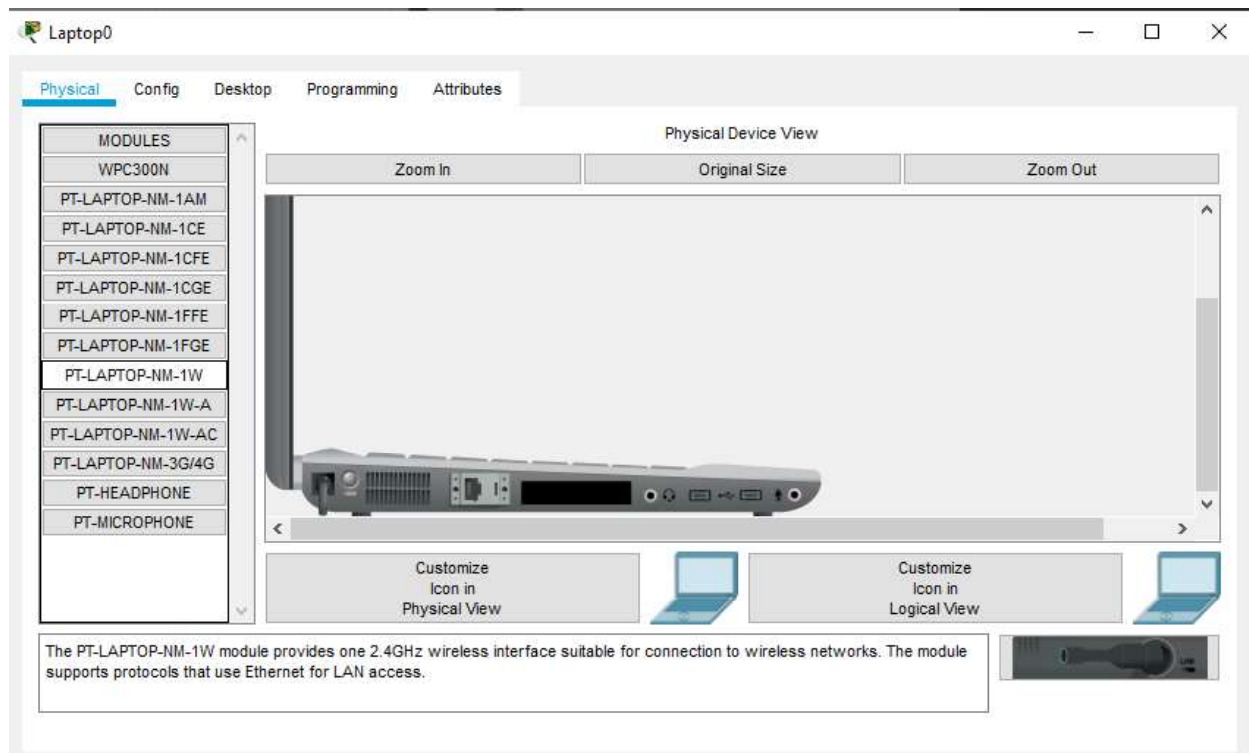 Laptop0
Physical Config Desktop Programming Attributes
MODULES
WPC300N
PT-LAPTOP-NM-1AM
PT-LAPTOP-NM-1CE
PT-LAPTOP-NM-1CFE
PT-LAPTOP-NM-1CGE
PT-LAPTOP-NM-1FFE
PT-LAPTOP-NM-1FGE
PT-LAPTOP-NM-1W
PT-LAPTOP-NM-1W-A
PT-LAPTOP-NM-1W-AC
PT-LAPTOP-NM-3G/4G
PT-HEADPHONE
PT-MICROPHONE
Physical Device View
Zoom In Original Size Zoom Out
Customize
Icon in
Physical View
Customize
Icon in
Logical View
The PT-LAPTOP-NM-1W module provides one 2.4GHz wireless interface suitable for connection to wireless networks. The module
supports protocols that use Ethernet for LAN access.